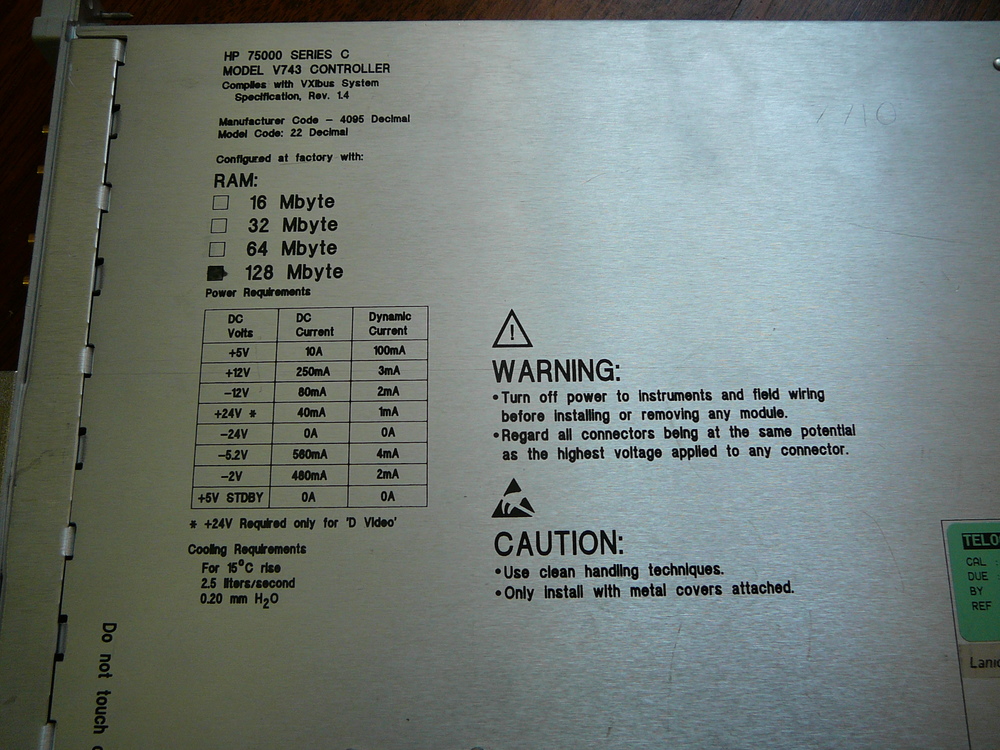 HP 75000 SERIES C
MODEL V743 CONTROLLER
Complies with VXIbus System
Specification, Rev. 1.4
Manufacturer Code – 4095 Decimal
Model Code: 22 Decimal
Configured at factory with:
RAM:
16 Mbyte
32 Mbyte
64 Mbyte
128 Mbyte
Power Requirements
DC Volts DC Current Dynamic Current
+5V 10A 100mA
+12V 250mA 3mA
–12V 80mA 2mA
+24V * 40mA 1mA
–24V 0A 0A
–5.2V 560mA 4mA
–2V 480mA 2mA
+5V STDBY 0A 0A
* +24V Required only for 'D Video'
Cooling Requirements
For 15°C rise
2.5 liters/second
0.20 mm H₂O
WARNING:
•Turn off power to instruments and field wiring
before installing or removing any module.
•Regard all connectors being at the same potential
as the highest voltage applied to any connector.
CAUTION:
•Use clean handling techniques.
•Only install with metal covers attached.
Do not touch
CAL :
DUE
BY
REF